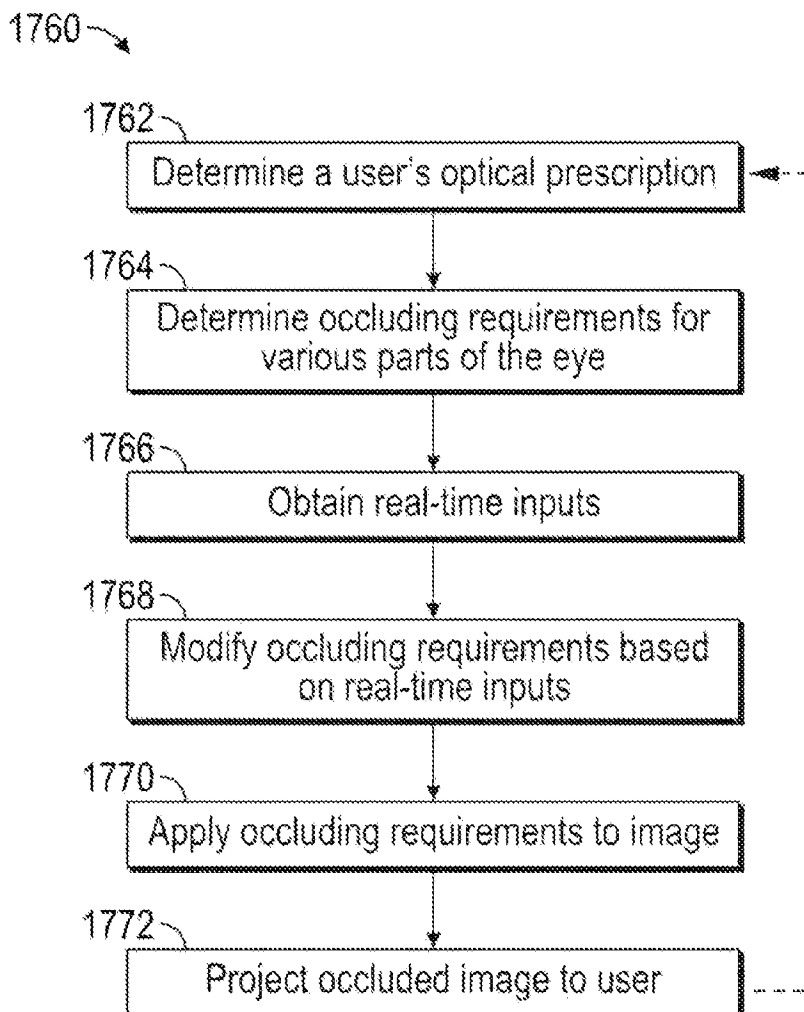 1760
1762
Determine a user's optical prescription
1764
Determine occluding requirements for
various parts of the eye
1766
Obtain real-time inputs
1768
Modify occluding requirements based
on real-time inputs
1770
Apply occluding requirements to image
1772
Project occluded image to user